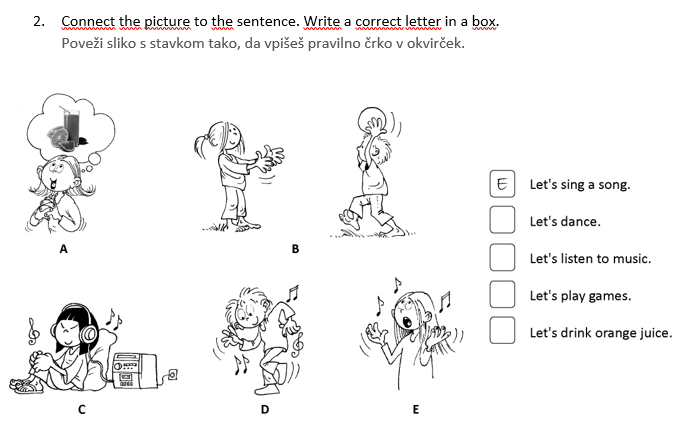 2. Connect the picture to the sentence. Write a correct letter in a box.
Poveži sliko s stavkom tako, da vpišeš pravilno črko v okvirček.
A
B
E Let's sing a song.
Let's dance.
Let's listen to music.
Let's play games.
Let's drink orange juice.
C
D
E